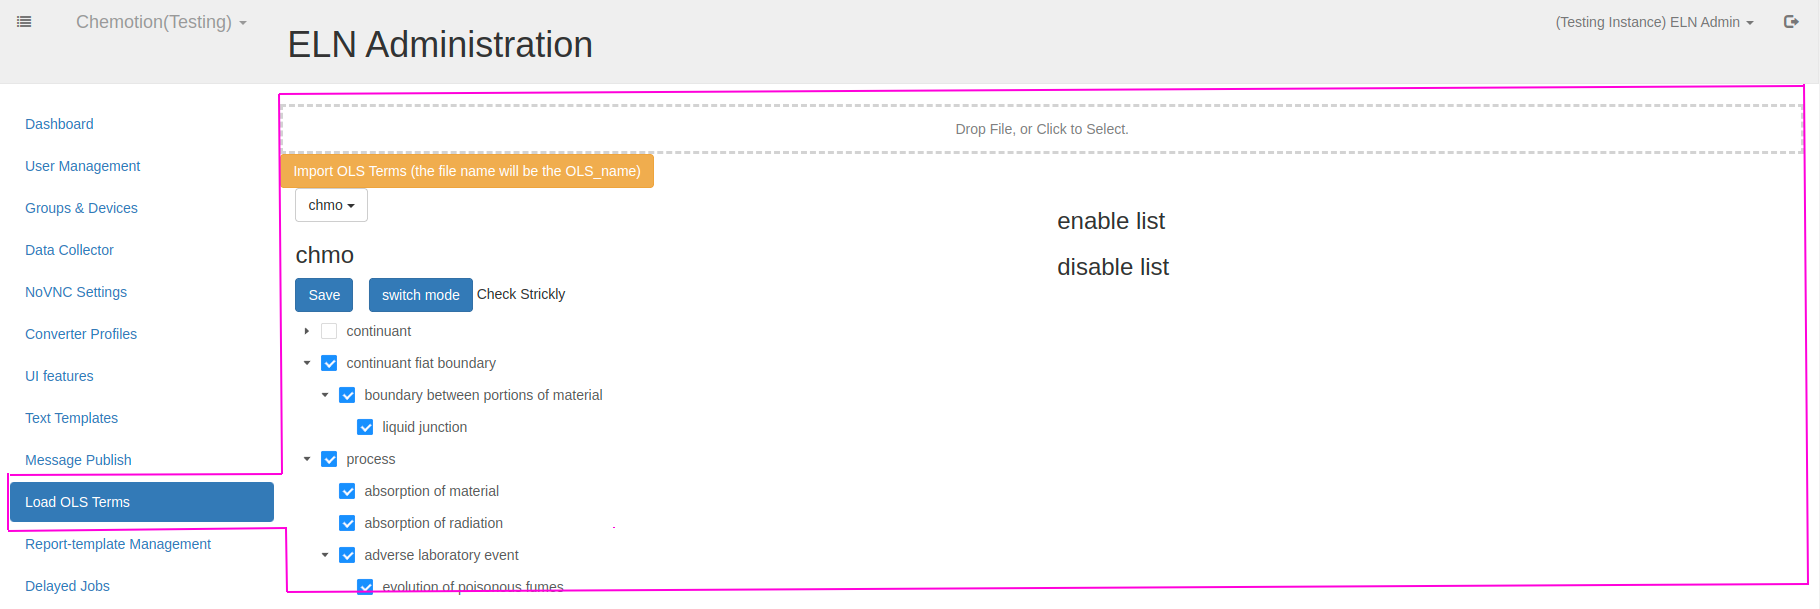 Chemotion(Testing)
ELN Administration
(Testing Instance) ELN Admin
Dashboard
User Management
Groups & Devices
Data Collector
NoVNC Settings
Converter Profiles
UI features
Text Templates
Message Publish
Load OLS Terms
Report-template Management
Delayed Jobs
Drop File, or Click to Select.
Import OLS Terms (the file name will be the OLS_name)
chmo
chmo
Save switch mode Check Strictly
continuant
continuant fiat boundary
boundary between portions of material
liquid junction
process
absorption of material
absorption of radiation
adverse laboratory event
evolution of poisonous fumes
enable list
disable list